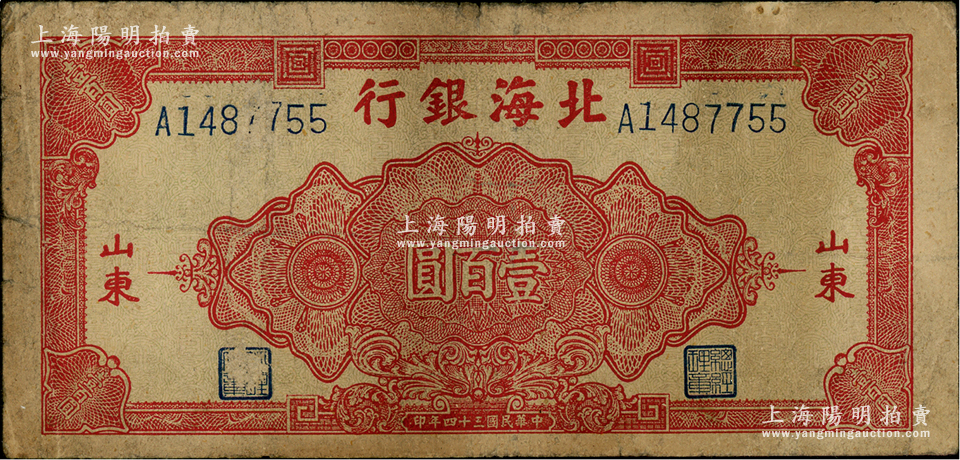 上海陽明拍賣
www.yangmingauction.com
北海銀行
A148 755
A1487755
上海陽明拍賣
www.yangmingauction.com
壹百圓
山東
山東
中華民國三十四年印
上海陽明拍賣
www.yangmingauction.com